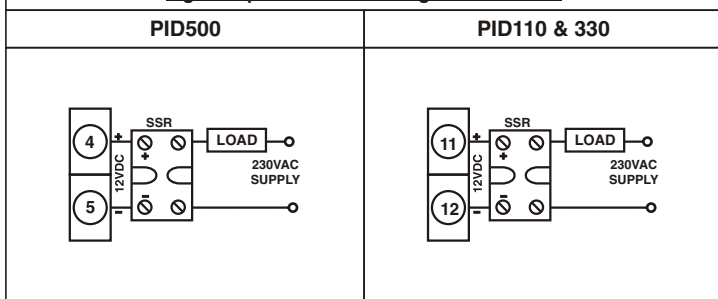 PID500
PID110 & 330
4
5
+
-
12VDC
SSR
+
-
LOAD
230VAC
SUPPLY
11
12
+
-
12VDC
SSR
+
-
LOAD
230VAC
SUPPLY